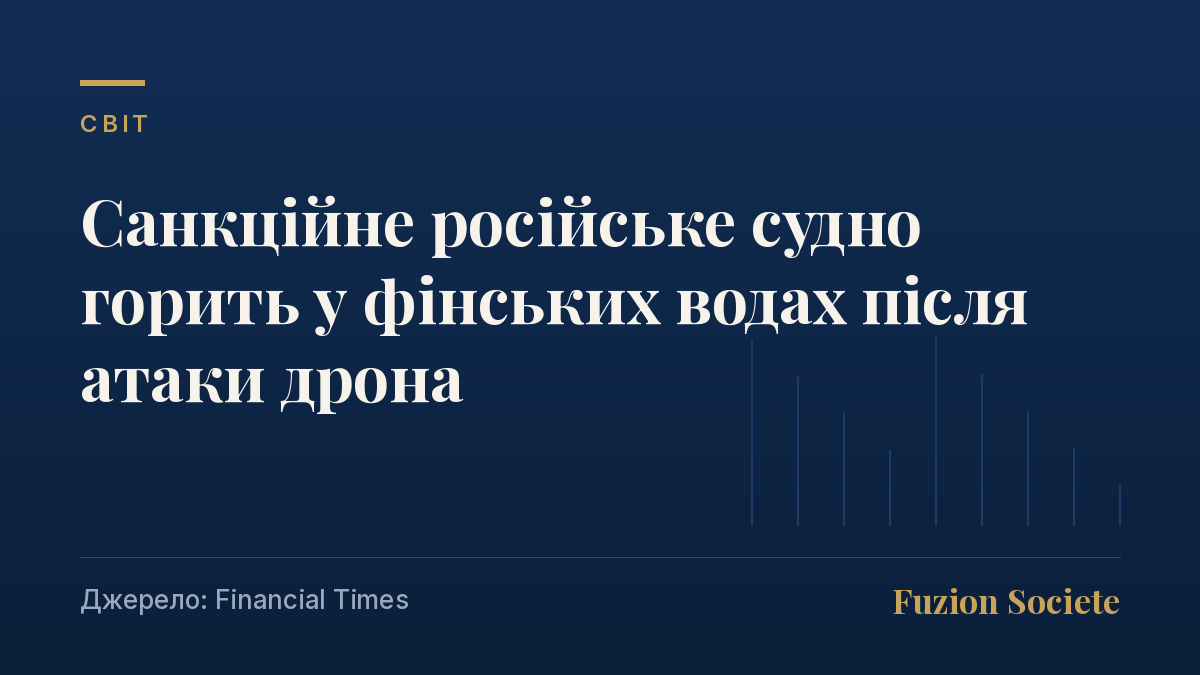 СВІТ
Санкційне російське судно
горить у фінських водах після
атаки дрона
Джерело: Financial Times
Fuzion Societe